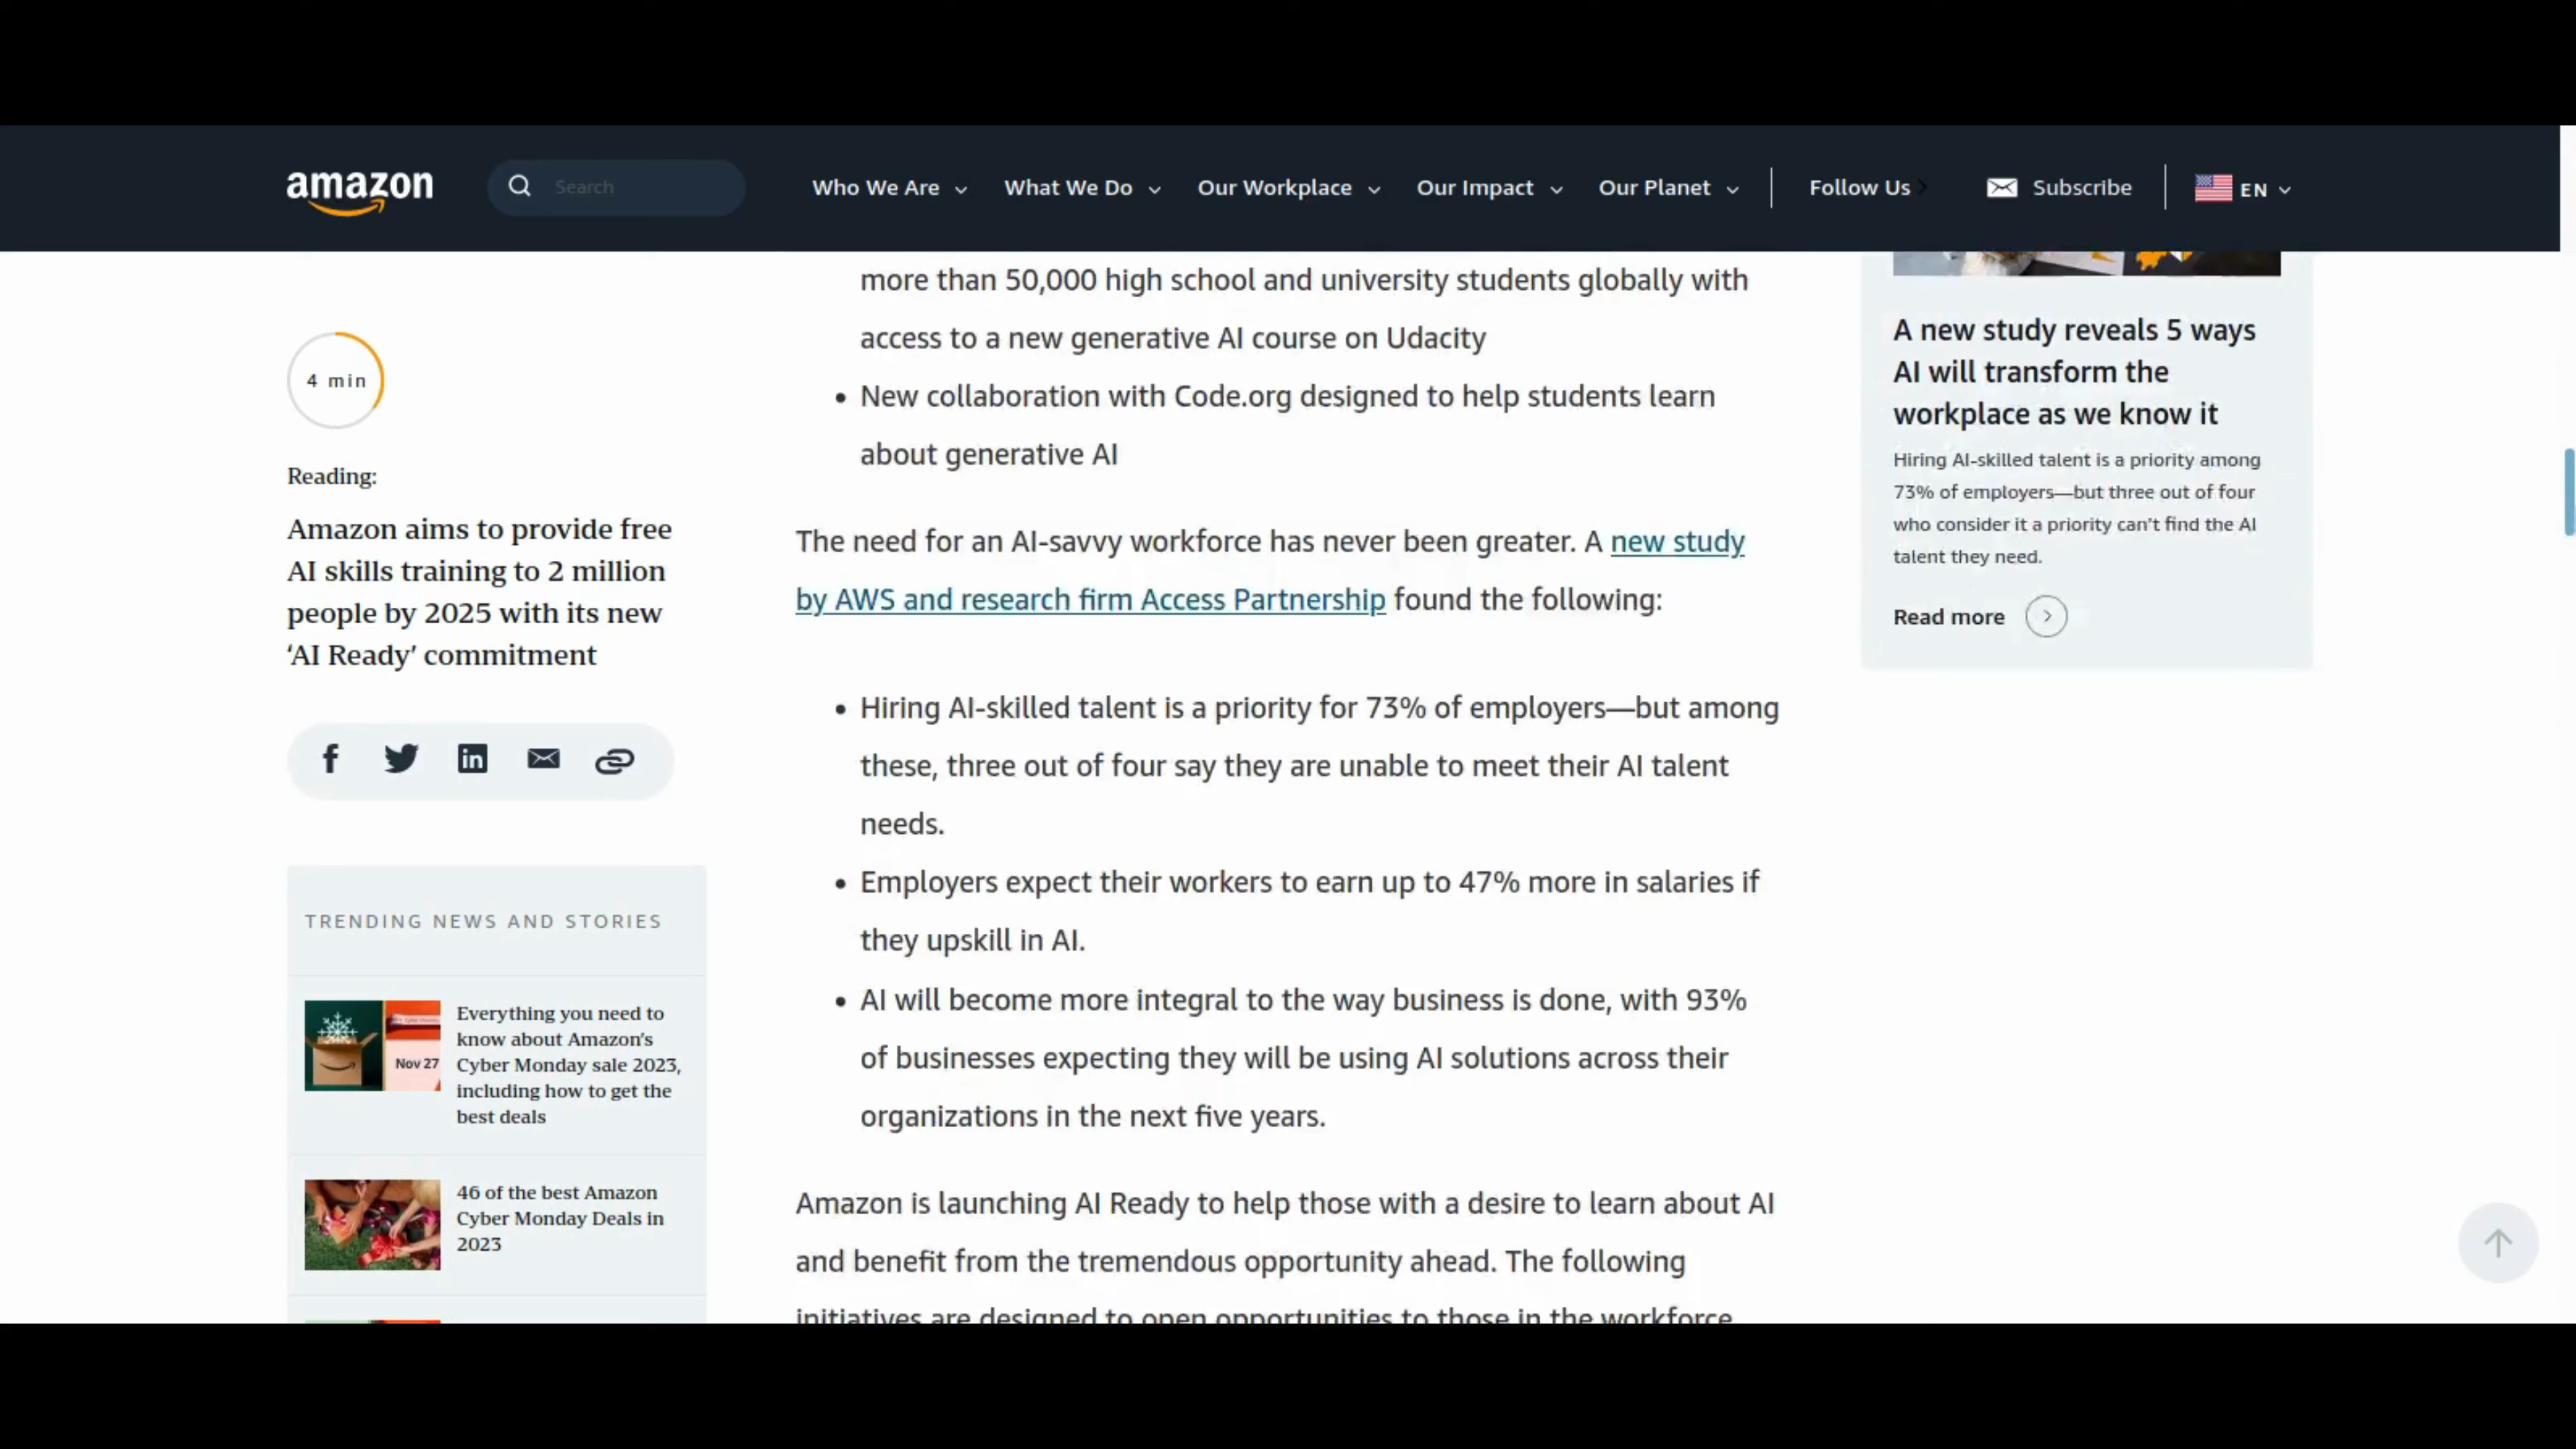 amazon
Search
Who We Are
What We Do
Our Workplace
Our Impact
Our Planet
Follow Us
Subscribe
EN
4 min
Reading:
Amazon aims to provide free
AI skills training to 2 million
people by 2025 with its new
‘AI Ready’ commitment
TRENDING NEWS AND STORIES
Nov 27
Everything you need to
know about Amazon's
Cyber Monday sale 2023,
including how to get the
best deals
46 of the best Amazon
Cyber Monday Deals in
2023
more than 50,000 high school and university students globally with
access to a new generative AI course on Udacity
• New collaboration with Code.org designed to help students learn
about generative AI
The need for an AI-savvy workforce has never been greater. A new study
by AWS and research firm Access Partnership found the following:
• Hiring AI-skilled talent is a priority for 73% of employers—but among
these, three out of four say they are unable to meet their AI talent
needs.
• Employers expect their workers to earn up to 47% more in salaries if
they upskill in AI.
• AI will become more integral to the way business is done, with 93%
of businesses expecting they will be using AI solutions across their
organizations in the next five years.
Amazon is launching AI Ready to help those with a desire to learn about AI
and benefit from the tremendous opportunity ahead. The following
initiatives are designed to open opportunities to those in the workforce
A new study reveals 5 ways
AI will transform the
workplace as we know it
Hiring AI-skilled talent is a priority among
73% of employers—but three out of four
who consider it a priority can't find the AI
talent they need.
Read more